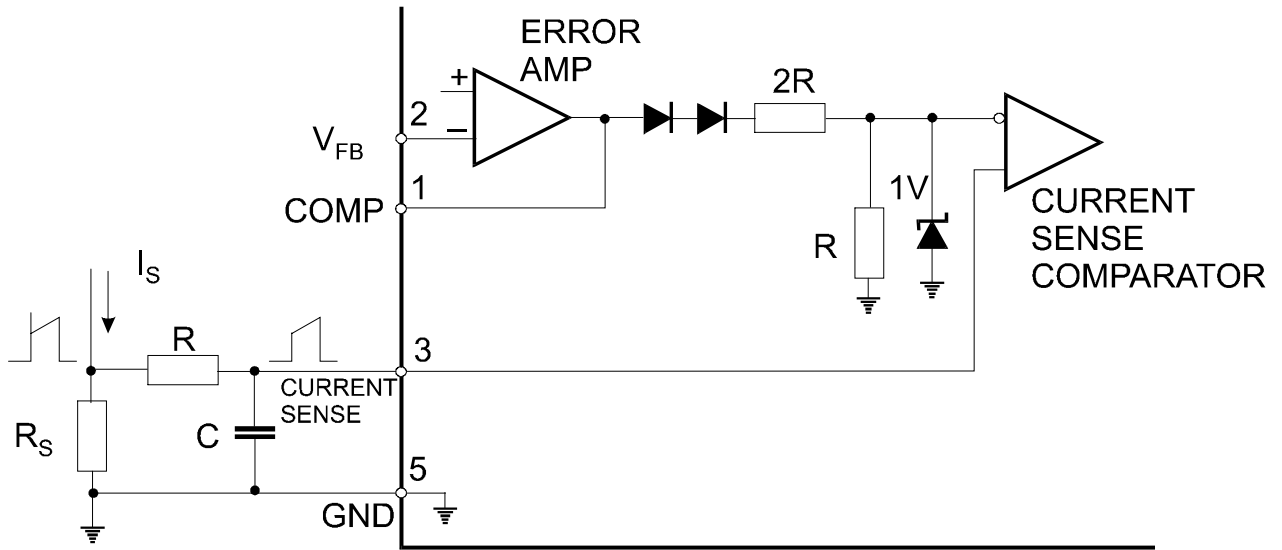 ERROR
AMP
+
−
2R
2
V_FB
1
COMP
1V
R
CURRENT
SENSE
COMPARATOR
I_S
R
3
CURRENT
SENSE
R_S
C
5
GND